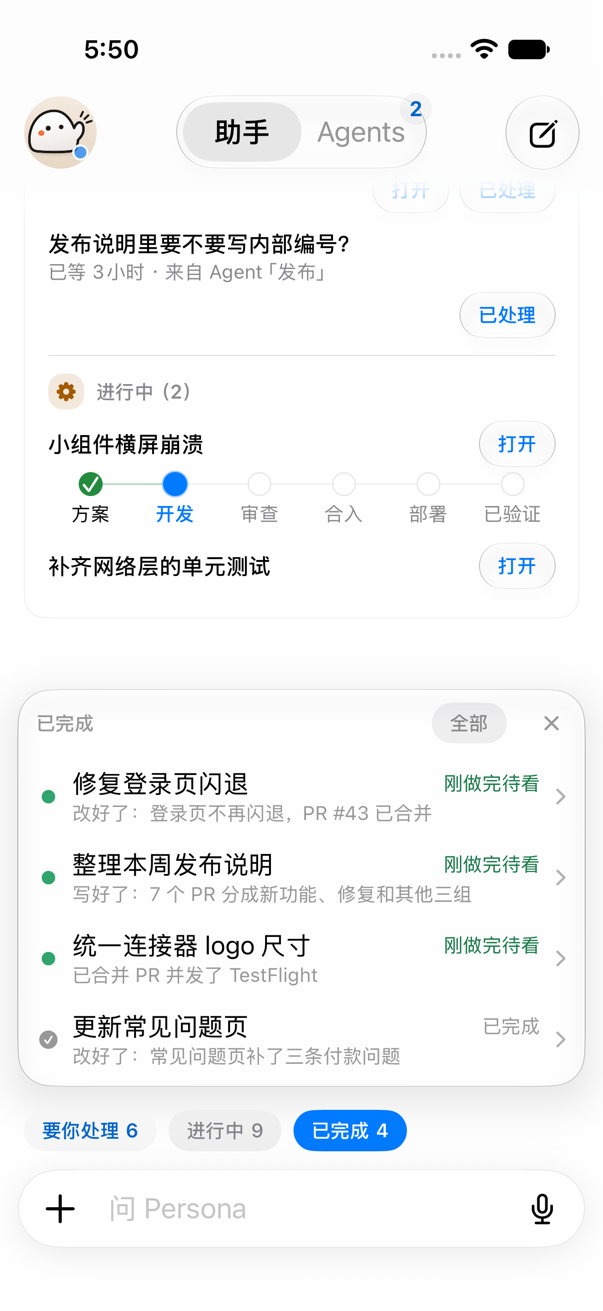 5:50
助手
Agents
2
打开
已处理
发布说明里要不要写内部编号?
已等 3小时 · 来自 Agent「发布」
已处理
进行中（2）
小组件横屏崩溃
打开
方案
开发
审查
合入
部署
已验证
补齐网络层的单元测试
打开
已完成
全部
修复登录页闪退
刚做完待看
改好了：登录页不再闪退，PR #43 已合并
整理本周发布说明
刚做完待看
写好了：7 个 PR 分成新功能、修复和其他三组
统一连接器 logo 尺寸
刚做完待看
已合并 PR 并发了 TestFlight
更新常见问题页
已完成
改好了：常见问题页补了三条付款问题
要你处理 6
进行中 9
已完成 4
问 Persona